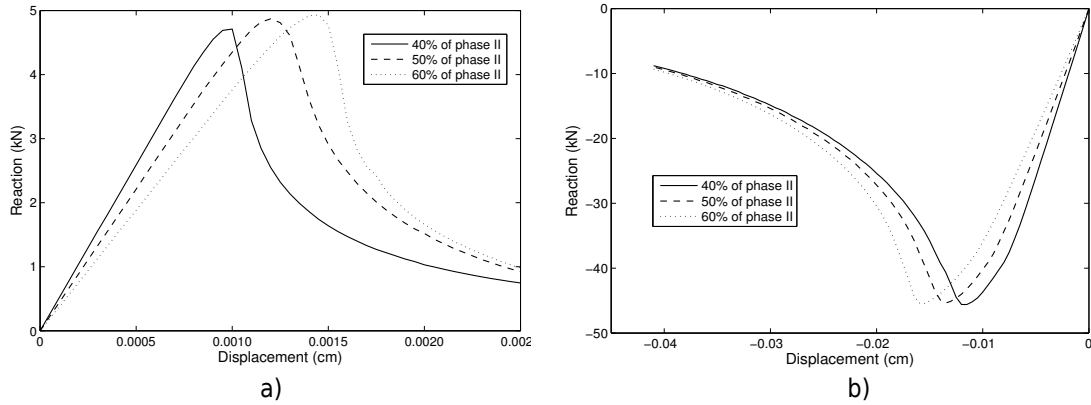 5
4
3
2
1
0
Reaction (kN)
0 0.0005 0.0010 0.0015 0.0020 0.002
Displacement (cm)
40% of phase II
50% of phase II
60% of phase II
a)
0
−10
−20
−30
−40
−50
Reaction (kN)
−0.04 −0.03 −0.02 −0.01 0
Displacement (cm)
40% of phase II
50% of phase II
60% of phase II
b)